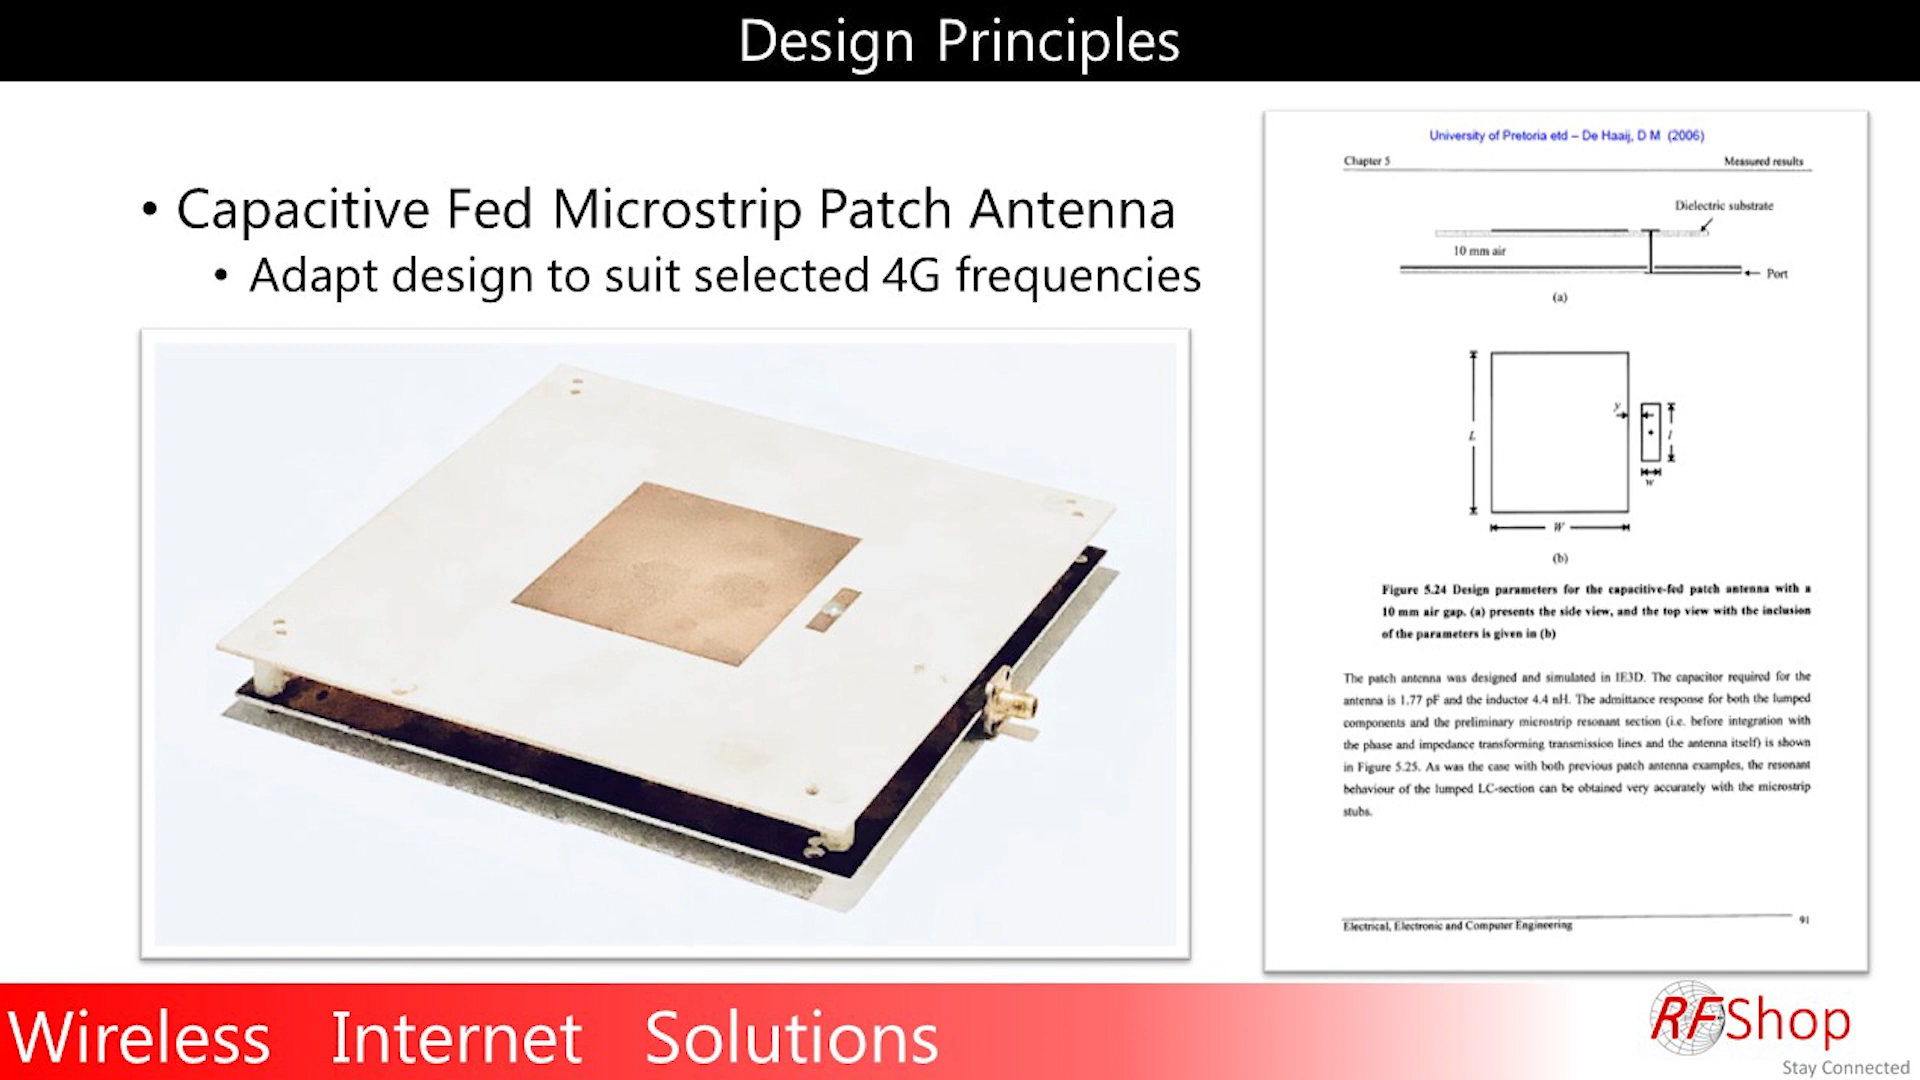 Design Principles
• Capacitive Fed Microstrip Patch Antenna
• Adapt design to suit selected 4G frequencies
University of Pretoria etd – De Haaij, D M (2006)
Chapter 5 Measured results
Dielectric substrate
10 mm air
Port
(a)
y
L
l
w
W
(b)
Figure 5.24 Design parameters for the capacitive-fed patch antenna with a
10 mm air gap. (a) presents the side view, and the top view with the inclusion
of the parameters is given in (b)
The patch antenna was designed and simulated in IE3D. The capacitor required for the
antenna is 1.77 pF and the inductor 4.4 nH. The admittance response for both the lumped
components and the preliminary microstrip resonant section (i.e. before integration with
the phase and impedance transforming transmission lines and the antenna itself) is shown
in Figure 5.25. As was the case with both previous patch antenna examples, the resonant
behaviour of the lumped LC-section can be obtained very accurately with the microstrip
stubs.
Electrical, Electronic and Computer Engineering 91
Wireless Internet Solutions
RFShop
Stay Connected